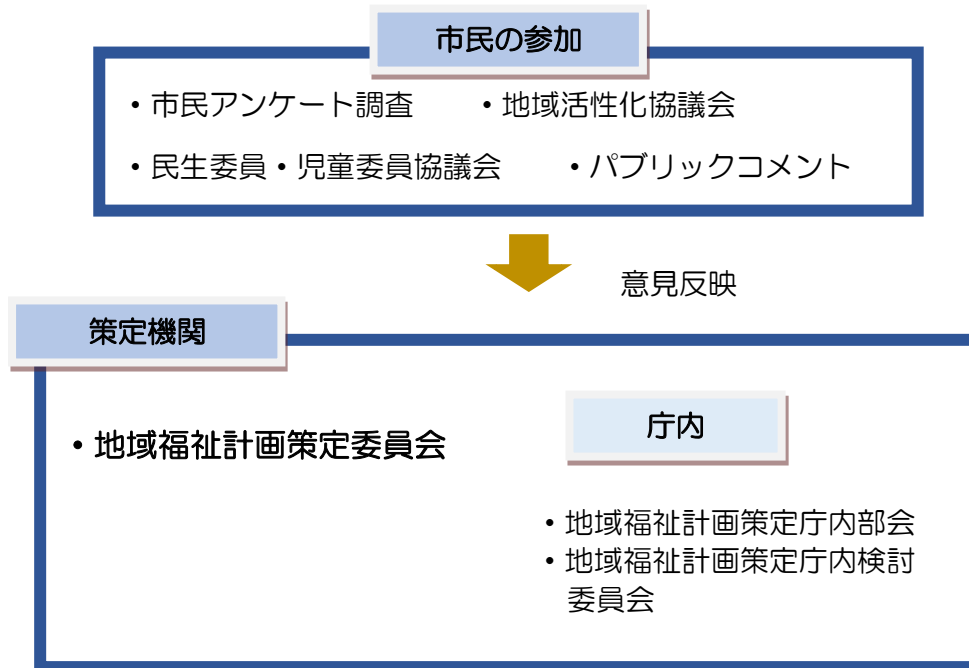 市民の参加
・市民アンケート調査　・地域活性化協議会
・民生委員・児童委員協議会　・パブリックコメント
意見反映
策定機関
・地域福祉計画策定委員会
庁内
・地域福祉計画策定庁内部会
・地域福祉計画策定庁内検討
委員会